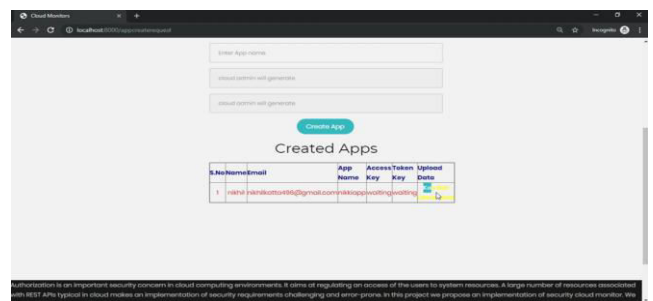 Cloud Monitors
localhost:5000/appcreaterequest
Incognito
Enter App name
cloud admin will generate
cloud admin will generate
Create App
Created Apps
S.No Name Email App Name Access Key Token Key Upload Data
1 nikhil nikhilkatta498@gmail.com nikkiapp waiting waiting
Authorization is an important security concern in cloud computing environments. It aims at regulating an access of the users to system resources. A large number of resources associated
with REST APIs typical in cloud makes an implementation of security requirements challenging and error-prone. In this project we propose an implementation of security cloud monitor. We